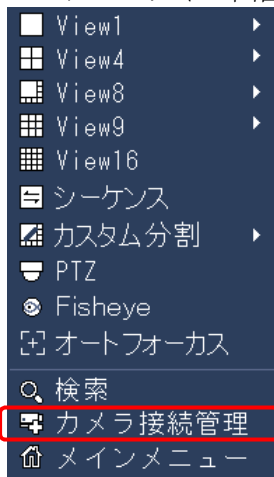 View1
View4
View8
View9
View16
シーケンス
カスタム分割
PTZ
Fisheye
オートフォーカス
検索
カメラ接続管理
メインメニュー